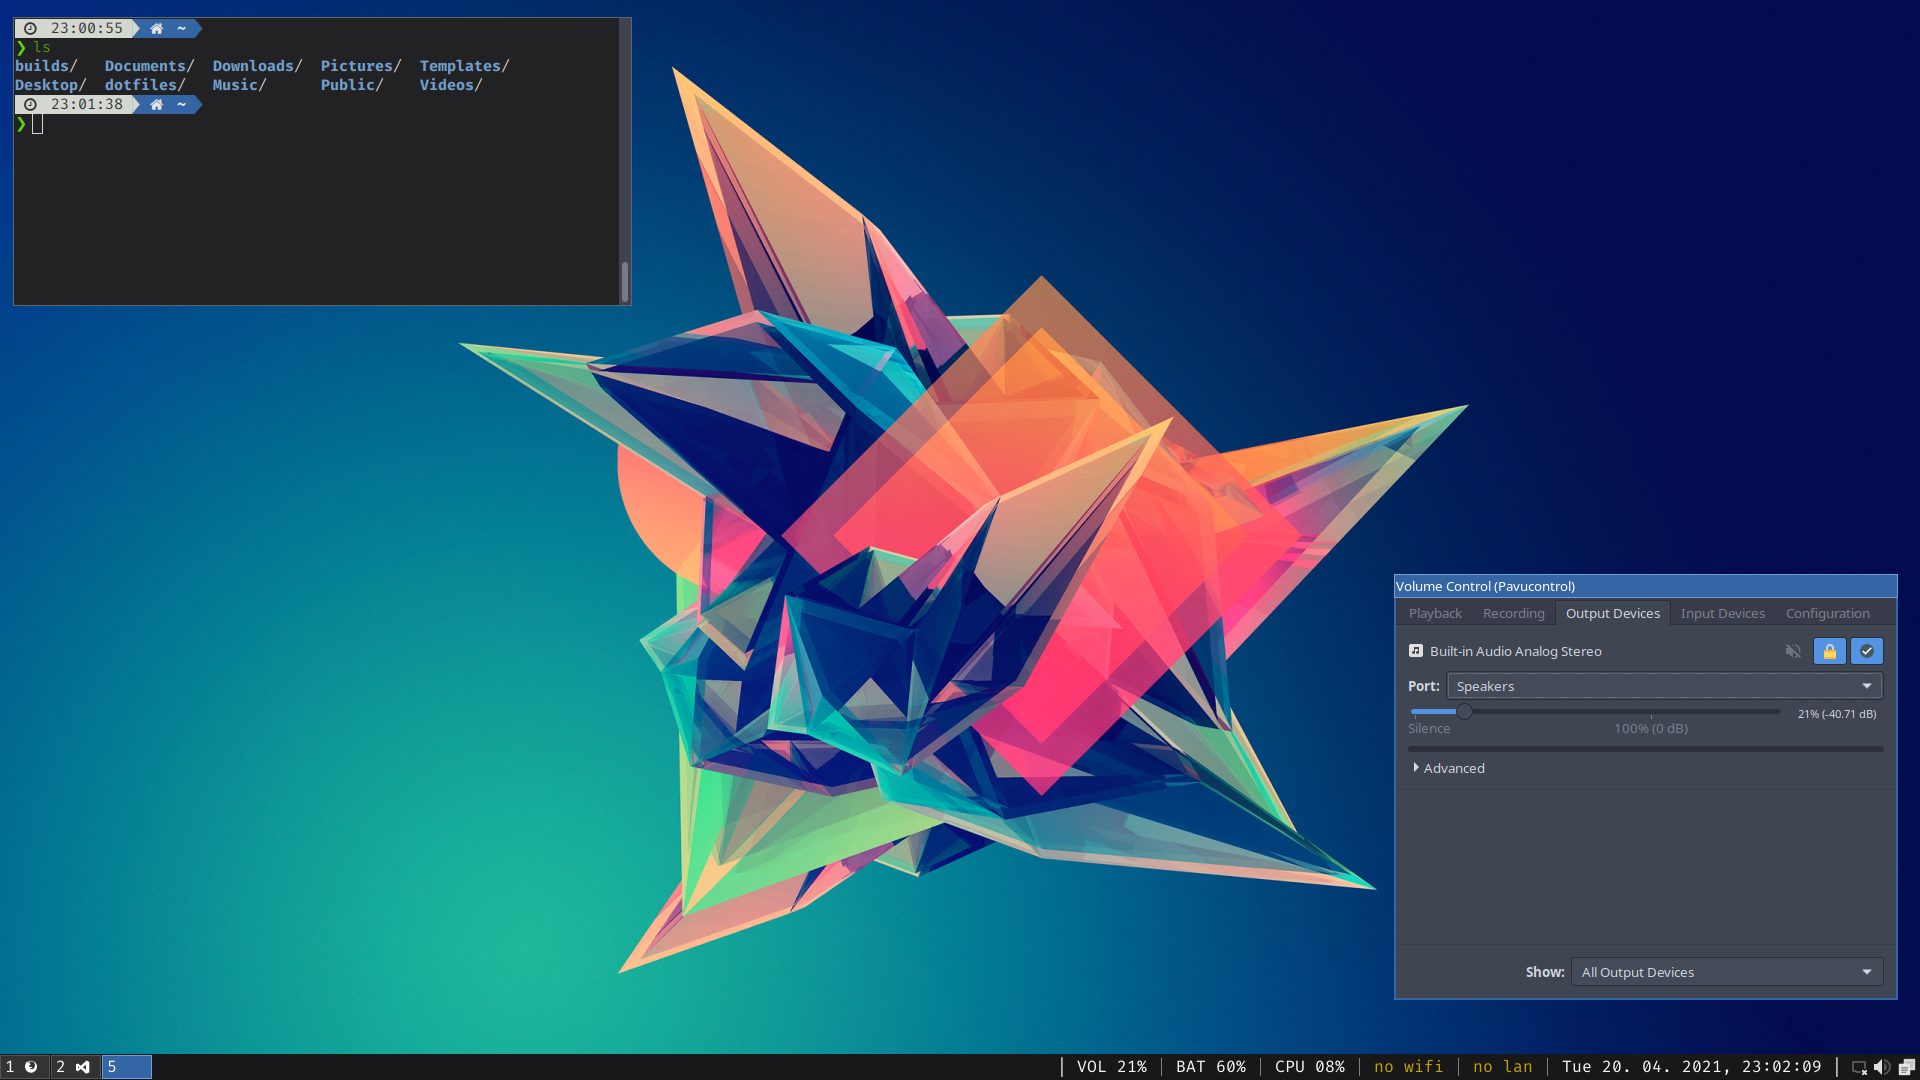 23:00:55 ~
❯ ls
builds/ Documents/ Downloads/ Pictures/ Templates/
Desktop/ dotfiles/ Music/ Public/ Videos/
23:01:38 ~
❯
Volume Control (Pavucontrol)
Playback Recording Output Devices Input Devices Configuration
Built-in Audio Analog Stereo
Port: Speakers
21% (-40.71 dB)
Silence 100% (0 dB)
Advanced
Show: All Output Devices
1 2 5 | VOL 21% | BAT 60% | CPU 08% | no wifi | no lan | Tue 20. 04. 2021, 23:02:09 |